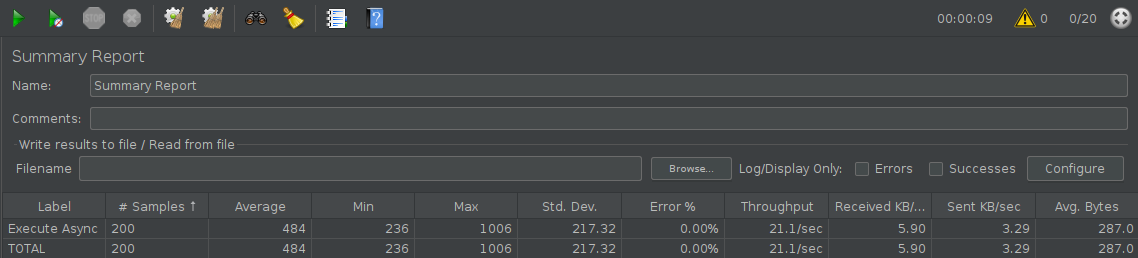 STOP
00:00:09 0 0/20
Summary Report
Name: Summary Report
Comments:
Write results to file / Read from file
Filename Browse... Log/Display Only: Errors Successes Configure
Label # Samples ↑ Average Min Max Std. Dev. Error % Throughput Received KB/... Sent KB/sec Avg. Bytes
Execute Async 200 484 236 1006 217.32 0.00% 21.1/sec 5.90 3.29 287.0
TOTAL 200 484 236 1006 217.32 0.00% 21.1/sec 5.90 3.29 287.0